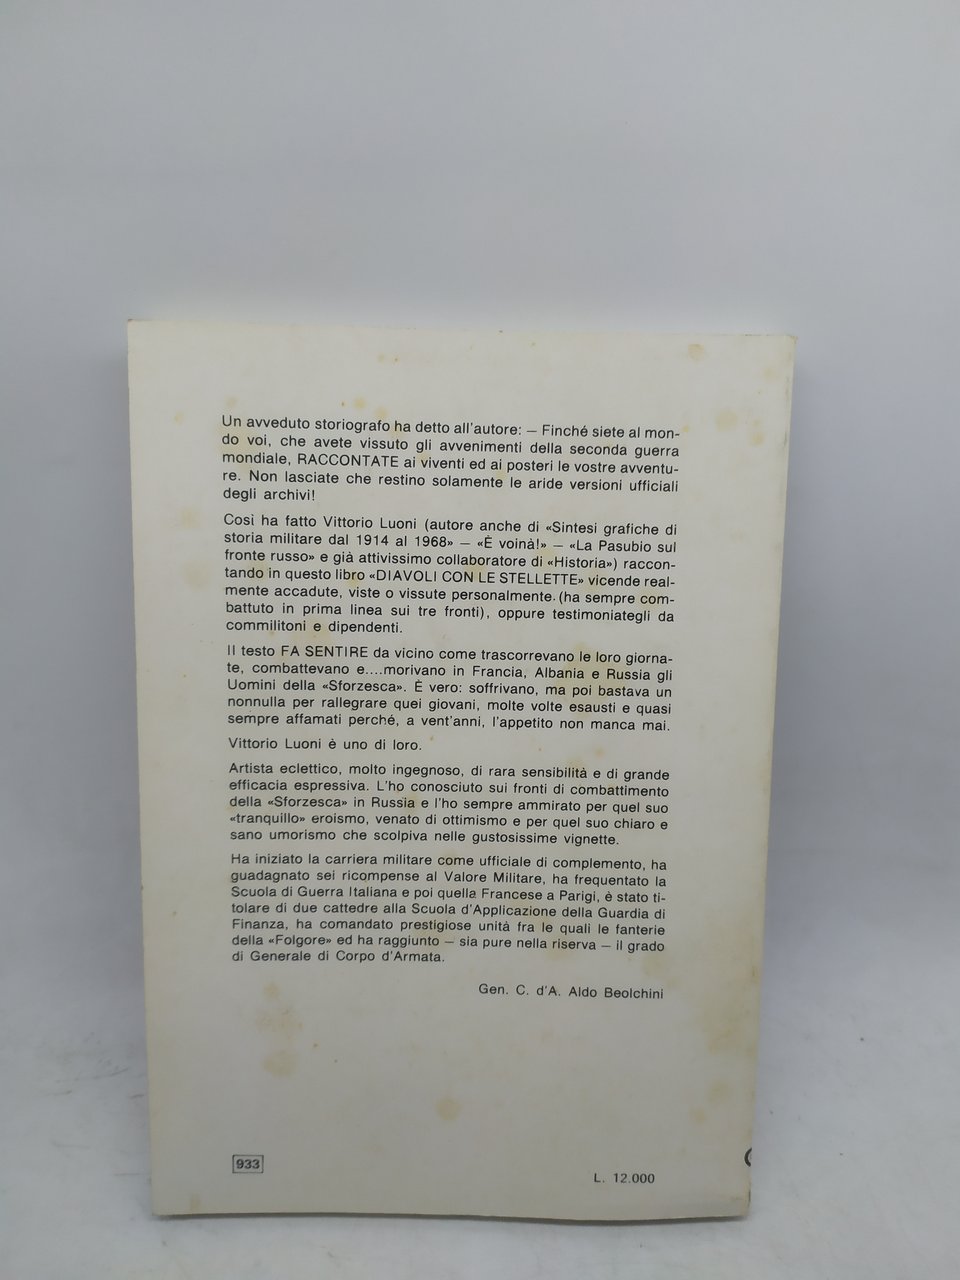 Un avveduto storiografo ha detto all'autore: — Finché siete al mon-
do voi, che avete vissuto gli avvenimenti della seconda guerra
mondiale, RACCONTATE ai viventi ed ai posteri le vostre avventu-
re. Non lasciate che restino solamente le aride versioni ufficiali
degli archivi!
Così ha fatto Vittorio Luoni (autore anche di «Sintesi grafiche di
storia militare dal 1914 al 1968» — «È voinà!» — «La Pasubio sul
fronte russo» e già attivissimo collaboratore di «Historia») raccon-
tando in questo libro «DIAVOLI CON LE STELLETTE» vicende real-
mente accadute, viste o vissute personalmente. (ha sempre com-
battuto in prima linea sui tre fronti), oppure testimoniategli da
commilitoni e dipendenti.
Il testo FA SENTIRE da vicino come trascorrevano le loro giorna-
te, combattevano e....morivano in Francia, Albania e Russia gli
Uomini della «Sforzesca». È vero: soffrivano, ma poi bastava un
nonnulla per rallegrare quei giovani, molte volte esausti e quasi
sempre affamati perché, a vent'anni, l'appetito non manca mai.
Vittorio Luoni è uno di loro.
Artista eclettico, molto ingegnoso, di rara sensibilità e di grande
efficacia espressiva. L'ho conosciuto sui fronti di combattimento
della «Sforzesca» in Russia e l'ho sempre ammirato per quel suo
«tranquillo» eroismo, venato di ottimismo e per quel suo chiaro e
sano umorismo che scolpiva nelle gustosissime vignette.
Ha iniziato la carriera militare come ufficiale di complemento, ha
guadagnato sei ricompense al Valore Militare, ha frequentato la
Scuola di Guerra Italiana e poi quella Francese a Parigi, è stato ti-
tolare di due cattedre alla Scuola d'Applicazione della Guardia di
Finanza, ha comandato prestigiose unità fra le quali le fanterie
della «Folgore» ed ha raggiunto — sia pure nella riserva — il grado
di Generale di Corpo d'Armata.
Gen. C. d'A. Aldo Beolchini
933
L. 12.000